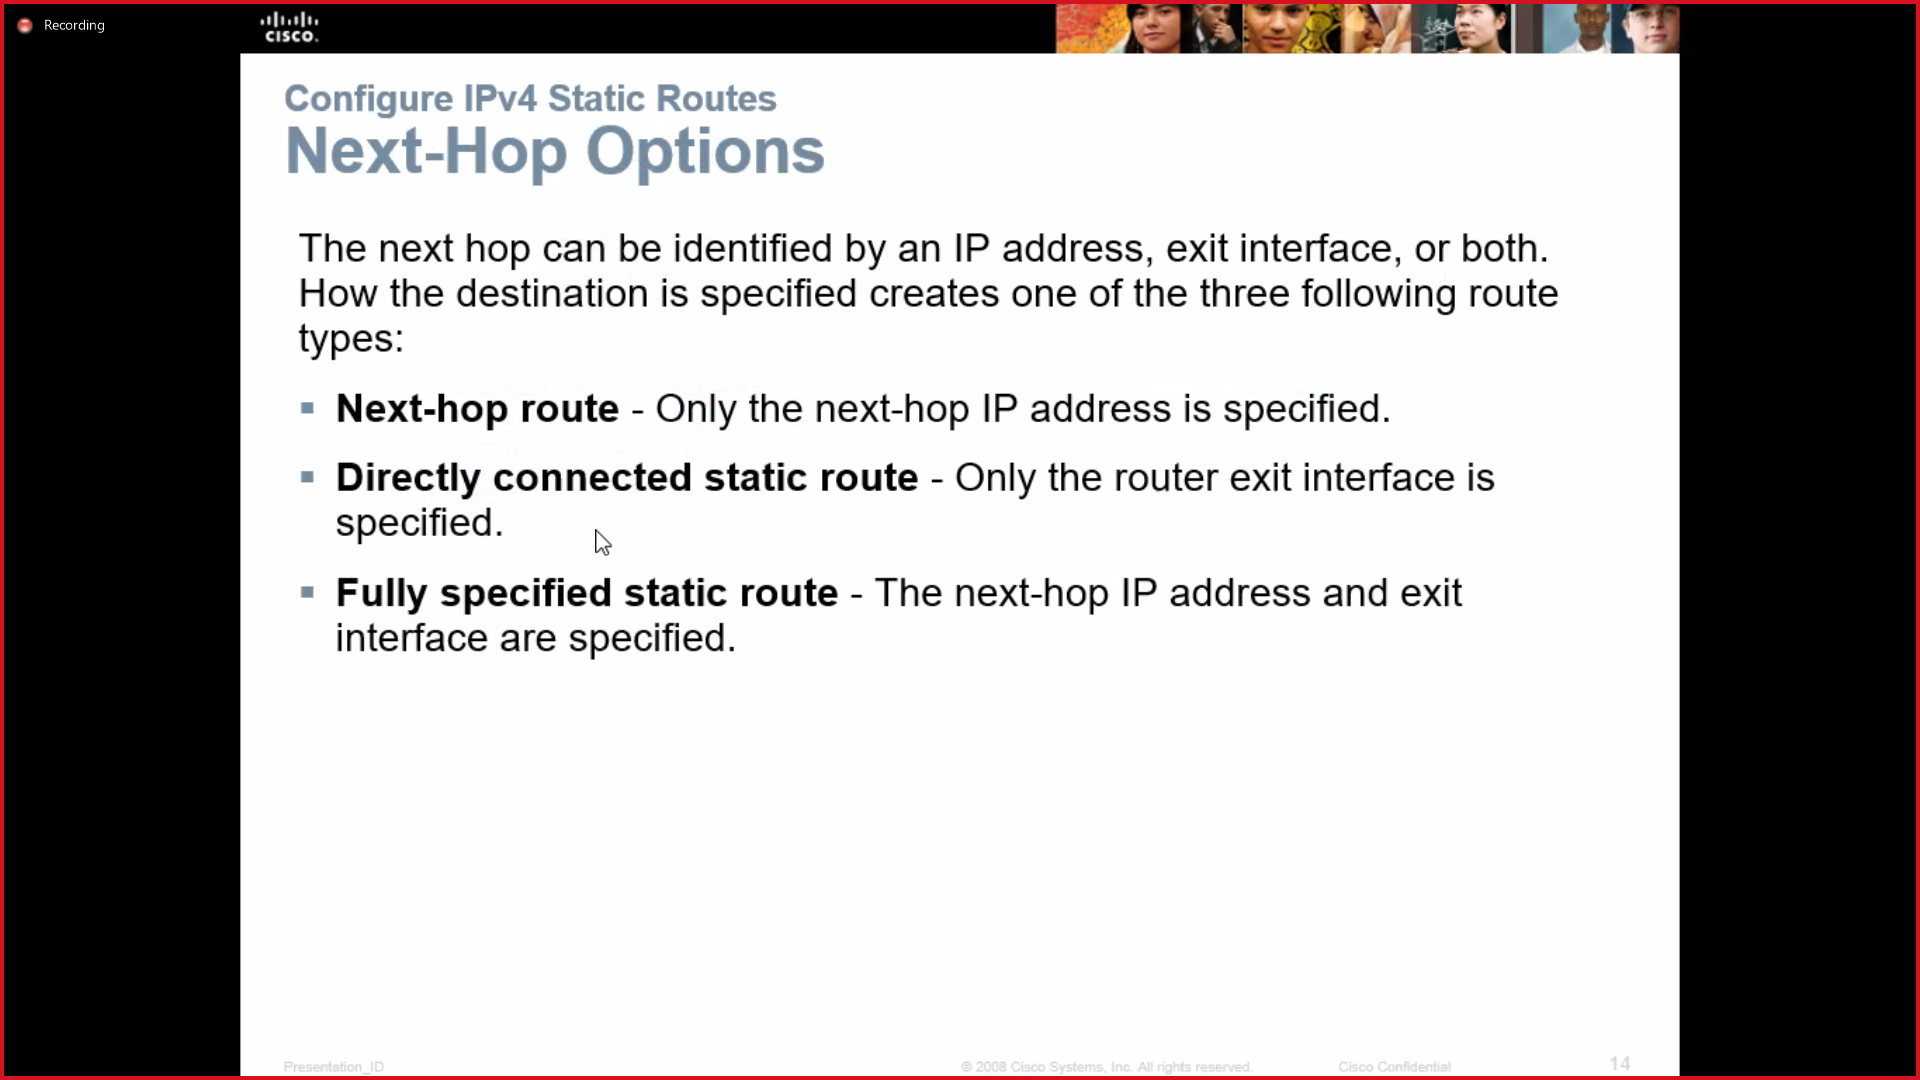 Recording
CISCO.
Configure IPv4 Static Routes
Next-Hop Options
The next hop can be identified by an IP address, exit interface, or both.
How the destination is specified creates one of the three following route
types:
▪ Next-hop route - Only the next-hop IP address is specified.
▪ Directly connected static route - Only the router exit interface is
specified.
▪ Fully specified static route - The next-hop IP address and exit
interface are specified.
Presentation_ID © 2008 Cisco Systems, Inc. All rights reserved. Cisco Confidential 14